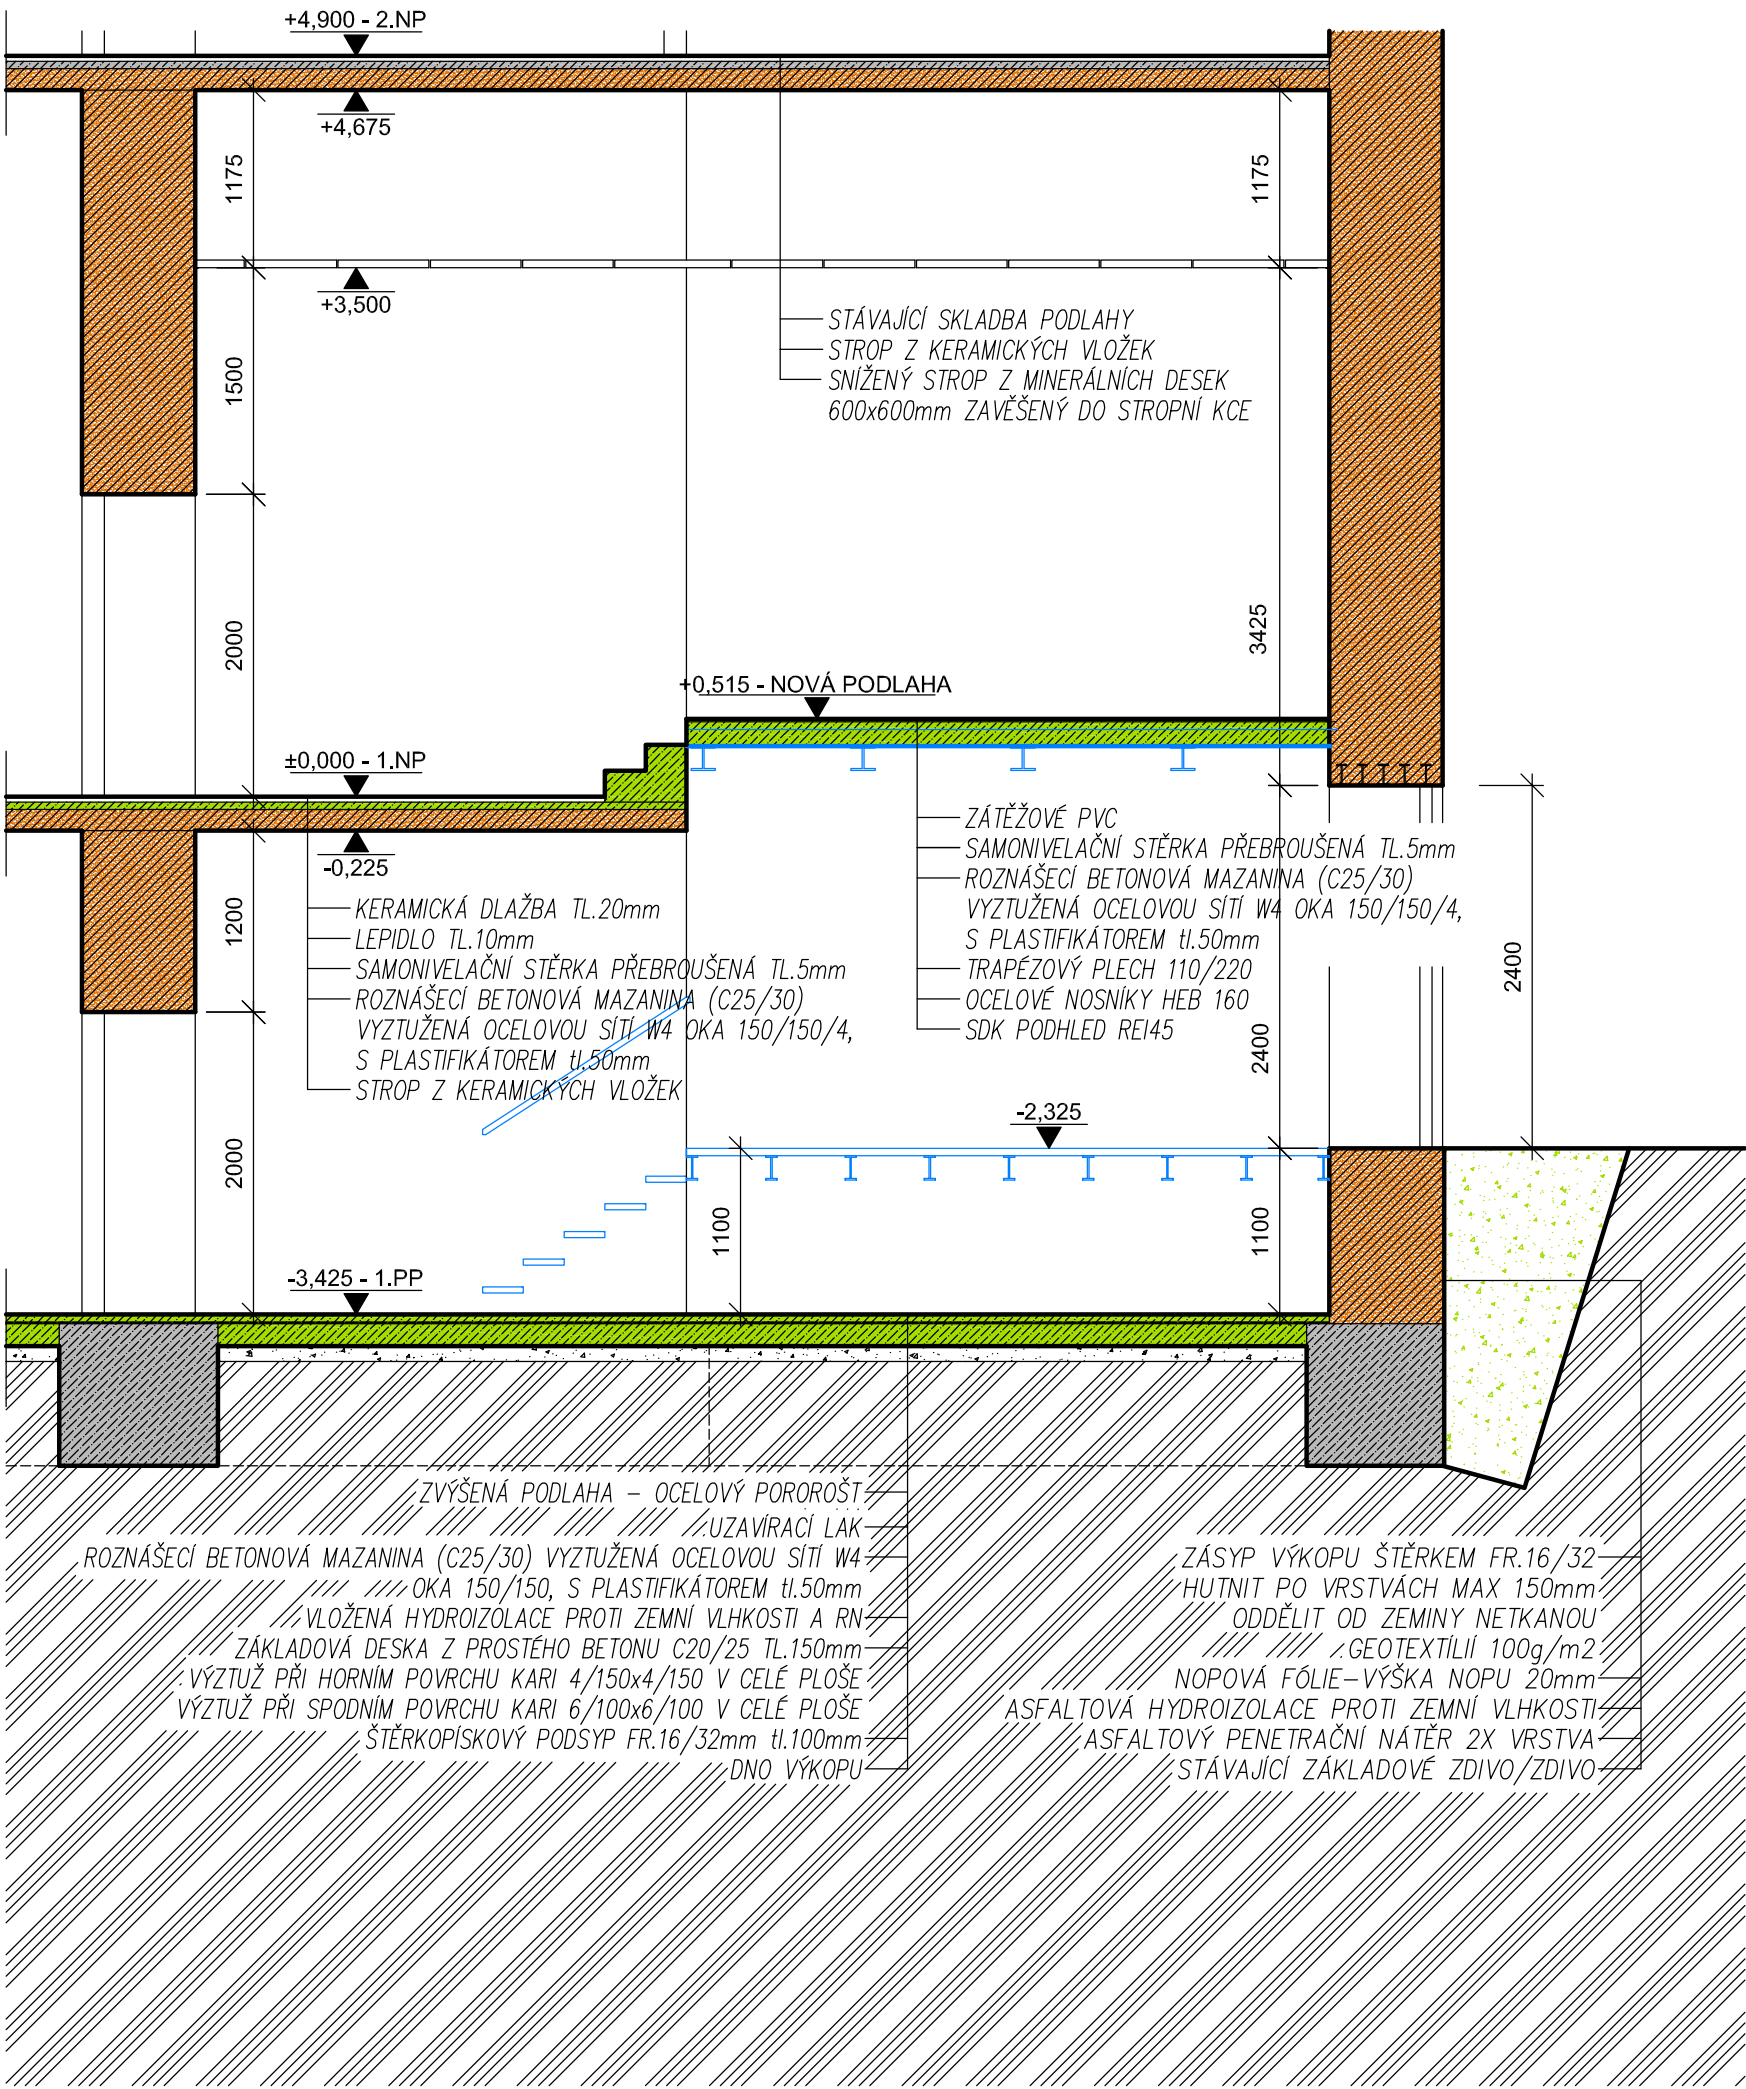 +4,900 - 2.NP
+4,675
1175
1175
+3,500
STÁVAJÍCÍ SKLADBA PODLAHY
STROP Z KERAMICKÝCH VLOŽEK
SNÍŽENÝ STROP Z MINERÁLNÍCH DESEK
600x600mm ZAVĚŠENÝ DO STROPNÍ KCE
1500
2000
3425
+0,515 - NOVÁ PODLAHA
±0,000 - 1.NP
-0,225
1200
KERAMICKÁ DLAŽBA TL.20mm
LEPIDLO TL.10mm
SAMONIVELAČNÍ STĚRKA PŘEBROUŠENÁ TL.5mm
ROZNÁŠECÍ BETONOVÁ MAZANINA (C25/30)
VYZTUŽENÁ OCELOVOU SÍTÍ W4 OKA 150/150/4,
S PLASTIFIKÁTOREM tl.50mm
STROP Z KERAMICKÝCH VLOŽEK
ZÁTĚŽOVÉ PVC
SAMONIVELAČNÍ STĚRKA PŘEBROUŠENÁ TL.5mm
ROZNÁŠECÍ BETONOVÁ MAZANINA (C25/30)
VYZTUŽENÁ OCELOVOU SÍTÍ W4 OKA 150/150/4,
S PLASTIFIKÁTOREM tl.50mm
TRAPÉZOVÝ PLECH 110/220
OCELOVÉ NOSNÍKY HEB 160
SDK PODHLED REI45
2400
2400
-2,325
2000
1100
1100
-3,425 - 1.PP
ZVÝŠENÁ PODLAHA - OCELOVÝ POROROŠT
UZAVÍRACÍ LAK
ROZNÁŠECÍ BETONOVÁ MAZANINA (C25/30) VYZTUŽENÁ OCELOVOU SÍTÍ W4
OKA 150/150, S PLASTIFIKÁTOREM tl.50mm
VLOŽENÁ HYDROIZOLACE PROTI ZEMNÍ VLHKOSTI A RN
ZÁKLADOVÁ DESKA Z PROSTÉHO BETONU C20/25 TL.150mm
VÝZTUŽ PŘI HORNÍM POVRCHU KARI 4/150x4/150 V CELÉ PLOŠE
VÝZTUŽ PŘI SPODNÍM POVRCHU KARI 6/100x6/100 V CELÉ PLOŠE
ŠTĚRKOPÍSKOVÝ PODSYP FR.16/32mm tl.100mm
DNO VÝKOPU
ZÁSYP VÝKOPU ŠTĚRKEM FR.16/32
HUTNIT PO VRSTVÁCH MAX 150mm
ODDĚLIT OD ZEMINY NETKANOU
GEOTEXTÍLIÍ 100g/m2
NOPOVÁ FÓLIE-VÝŠKA NOPU 20mm
ASFALTOVÁ HYDROIZOLACE PROTI ZEMNÍ VLHKOSTI
ASFALTOVÝ PENETRAČNÍ NÁTĚR 2X VRSTVA
STÁVAJÍCÍ ZÁKLADOVÉ ZDIVO/ZDIVO